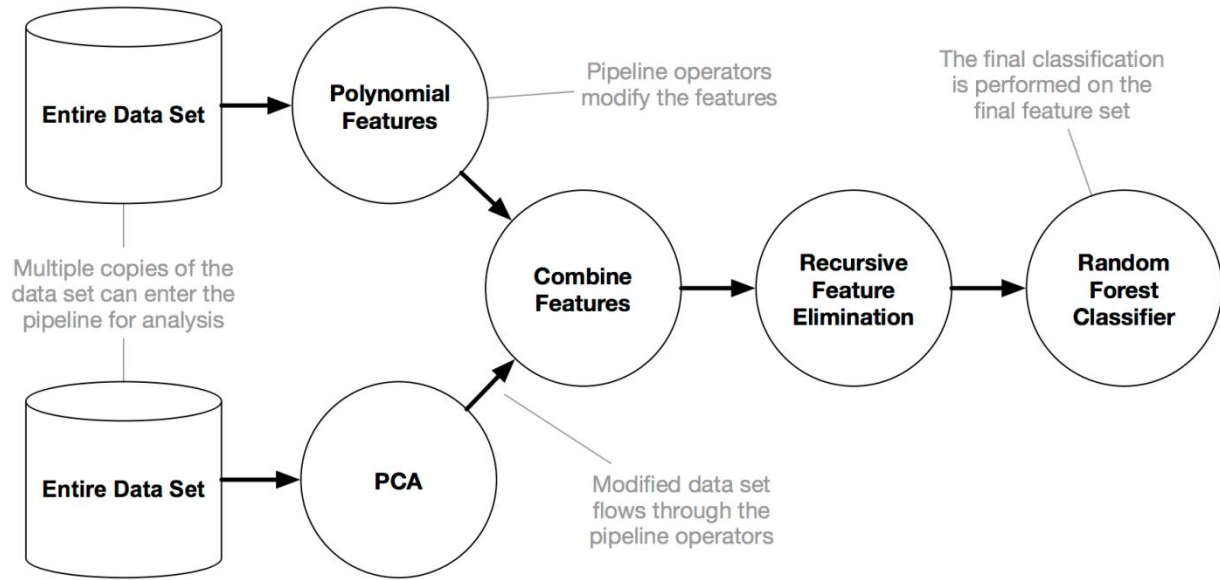 Entire Data Set
Polynomial
Features
Pipeline operators
modify the features
The final classification
is performed on the
final feature set
Multiple copies of the
data set can enter the
pipeline for analysis
Combine
Features
Recursive
Feature
Elimination
Random
Forest
Classifier
Entire Data Set
PCA
Modified data set
flows through the
pipeline operators